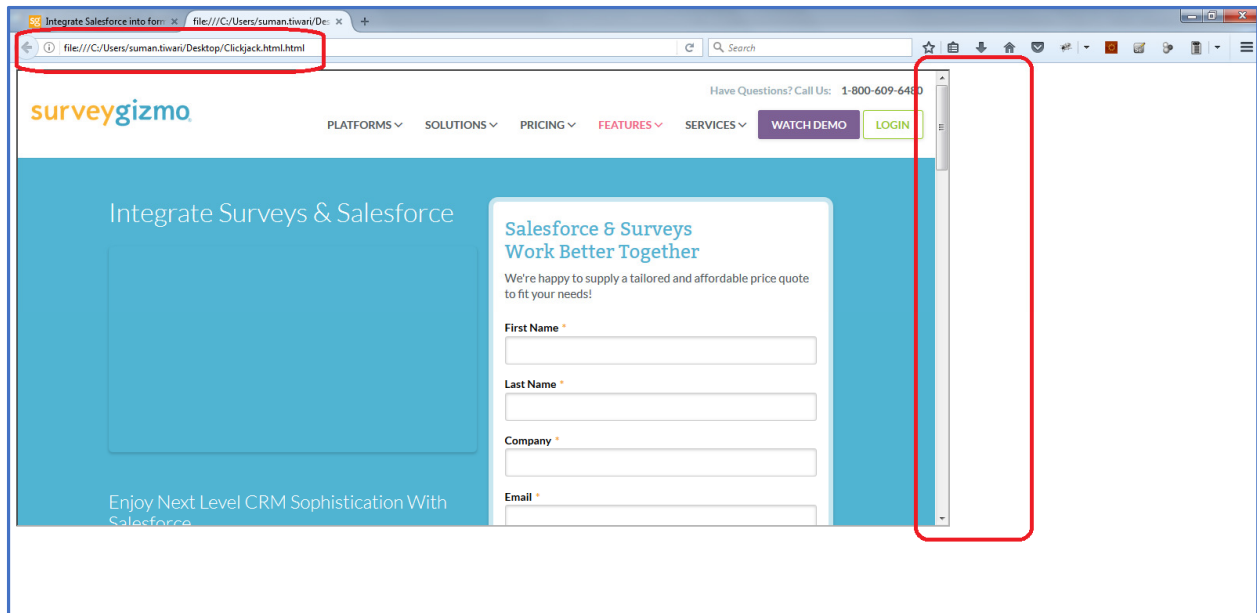 Integrate Salesforce into form × file:///C:/Users/suman.tiwari/Des × +
file:///C:/Users/suman.tiwari/Desktop/Clickjack.html.html Search
Have Questions? Call Us: 1-800-609-6480
surveygizmo
PLATFORMS SOLUTIONS PRICING FEATURES SERVICES WATCH DEMO LOGIN
Integrate Surveys & Salesforce
Salesforce & Surveys
Work Better Together
We're happy to supply a tailored and affordable price quote
to fit your needs!
First Name *
Last Name *
Company *
Email *
Enjoy Next Level CRM Sophistication With
Salesforce